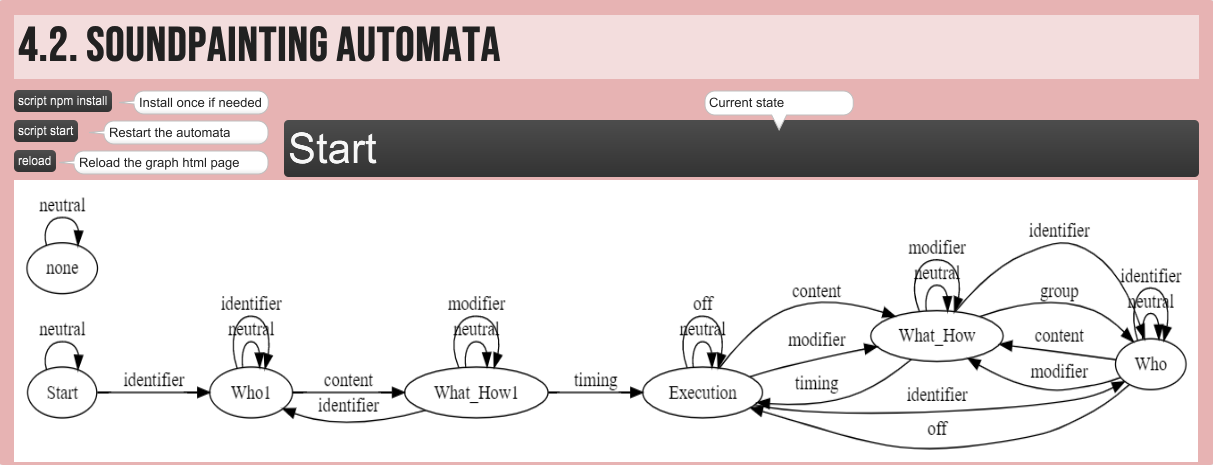 4.2. SOUNDPAINTING AUTOMATA
script npm install
Install once if needed
Current state
script start
Restart the automata
Start
reload
Reload the graph html page
neutral
none
neutral
Start
identifier
identifier
neutral
Who1
content
identifier
modifier
neutral
What_How1
timing
off
neutral
Execution
content
modifier
timing
modifier
neutral
What_How
identifier
group
content
modifier
identifier
off
identifier
neutral
Who